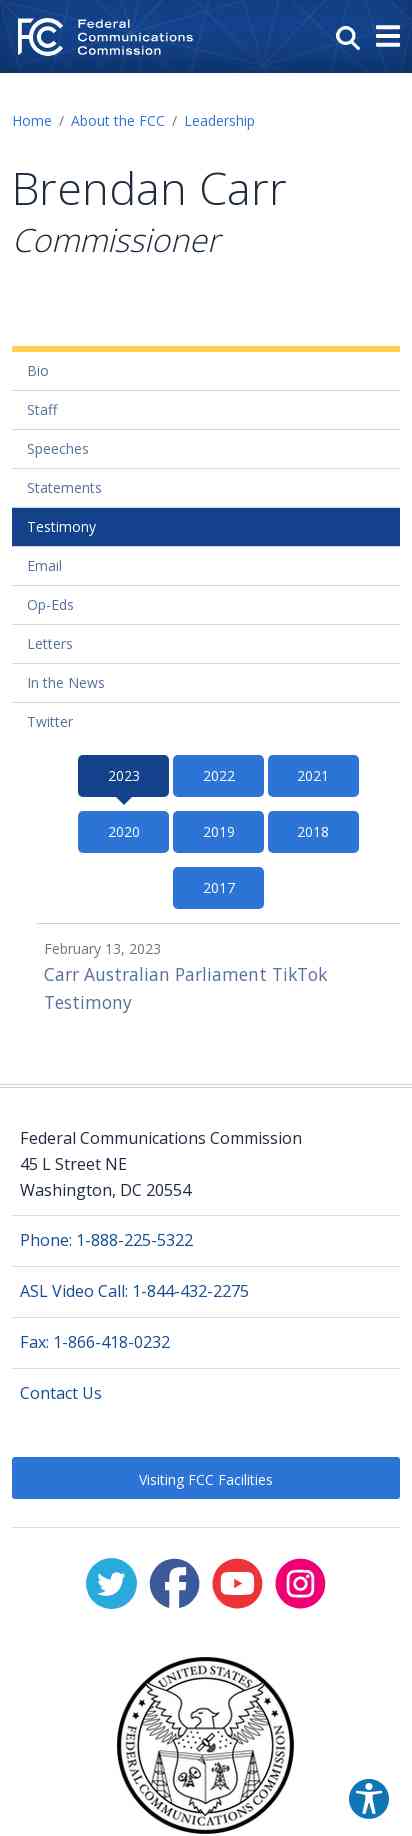 Federal
Communications
Commission
Home / About the FCC / Leadership
Brendan Carr
Commissioner
Bio
Staff
Speeches
Statements
Testimony
Email
Op-Eds
Letters
In the News
Twitter
2023 2022 2021
2020 2019 2018
2017
February 13, 2023
Carr Australian Parliament TikTok
Testimony
Federal Communications Commission
45 L Street NE
Washington, DC 20554
Phone: 1-888-225-5322
ASL Video Call: 1-844-432-2275
Fax: 1-866-418-0232
Contact Us
Visiting FCC Facilities
UNITED STATES
FEDERAL COMMUNICATIONS COMMISSION